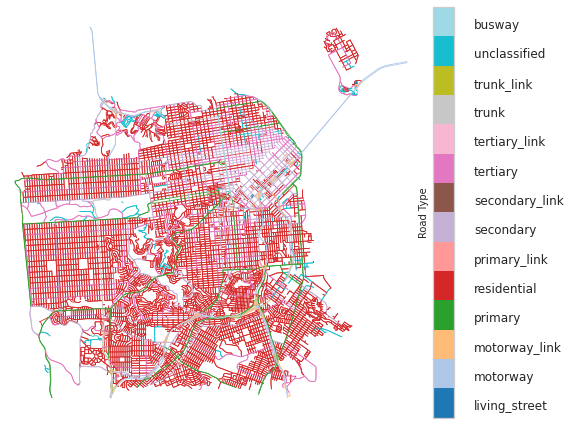 busway
unclassified
trunk_link
trunk
tertiary_link
tertiary
secondary_link
secondary
primary_link
residential
primary
motorway_link
motorway
living_street
Road Type